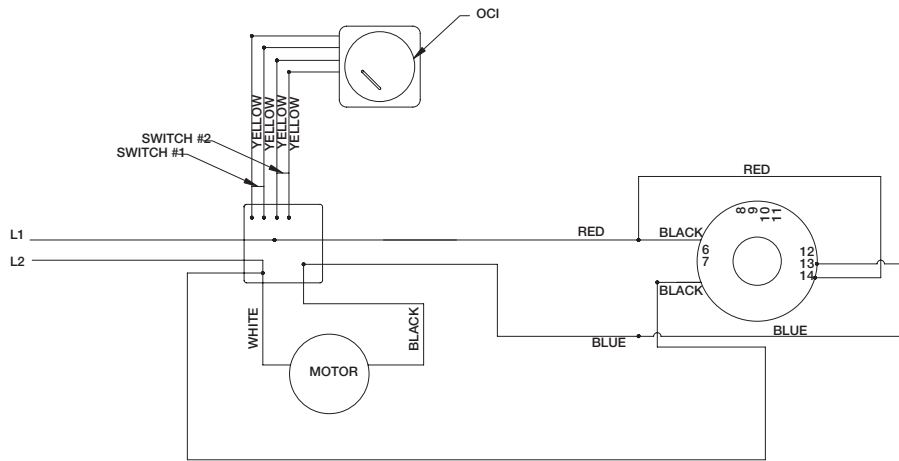 OCI
YELLOW
YELLOW
YELLOW
YELLOW
SWITCH #2
SWITCH #1
RED
L1
RED
BLACK
L2
8
9
10
11
6
7
12
13
14
BLACK
WHITE
BLACK
BLUE
BLUE
MOTOR